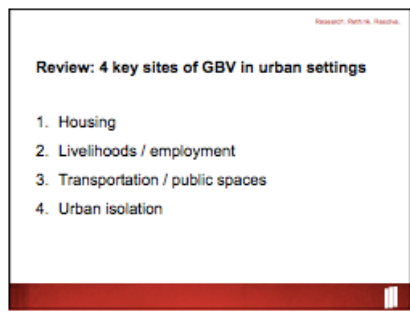 Research. Rethink. Resolve.
Review: 4 key sites of GBV in urban settings
1. Housing
2. Livelihoods / employment
3. Transportation / public spaces
4. Urban isolation